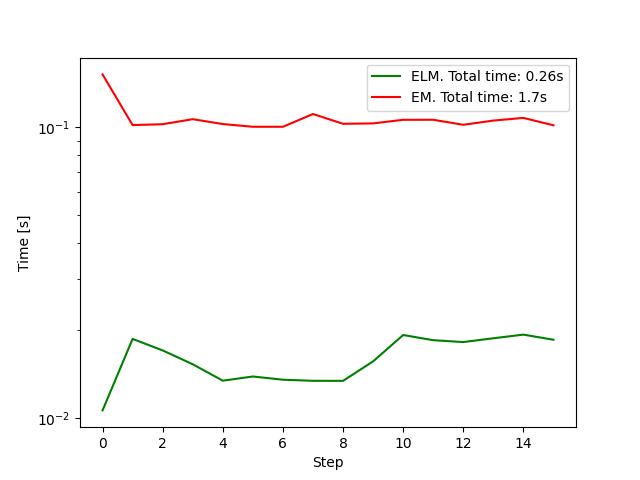 ELM. Total time: 0.26s
EM. Total time: 1.7s
10⁻¹
10⁻²
Time [s]
0 2 4 6 8 10 12 14
Step